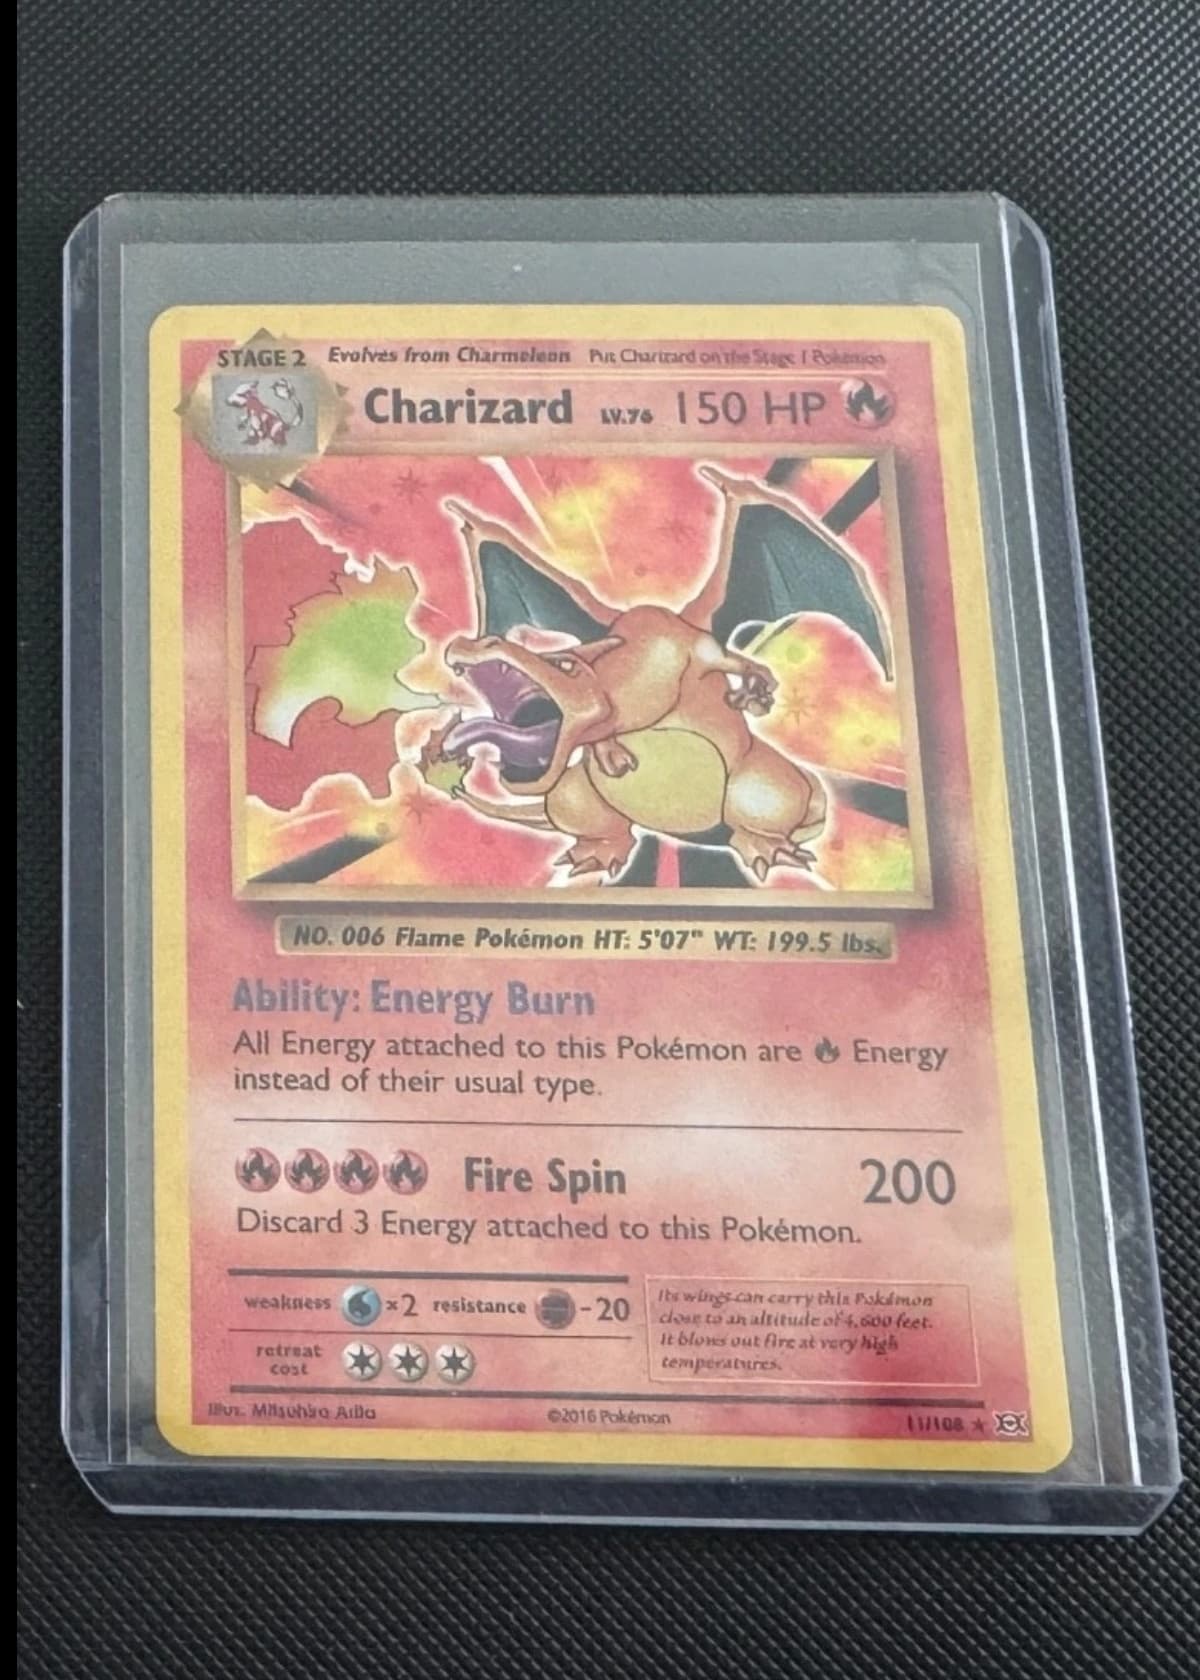 STAGE 2 Evolves from Charmeleon Put Charizard on the Stage 1 Pokémon
Charizard LV.76 150 HP
NO. 006 Flame Pokémon HT: 5'07" WT: 199.5 lbs.
Ability: Energy Burn
All Energy attached to this Pokémon are Energy
instead of their usual type.
Fire Spin 200
Discard 3 Energy attached to this Pokémon.
weakness ×2 resistance -20
retreat
cost
Its wings can carry this Pokémon
close to an altitude of 4,600 feet.
It blows out fire at very high
temperatures.
Illus. Mitsuhiro Arita
©2016 Pokémon
11/108 ★